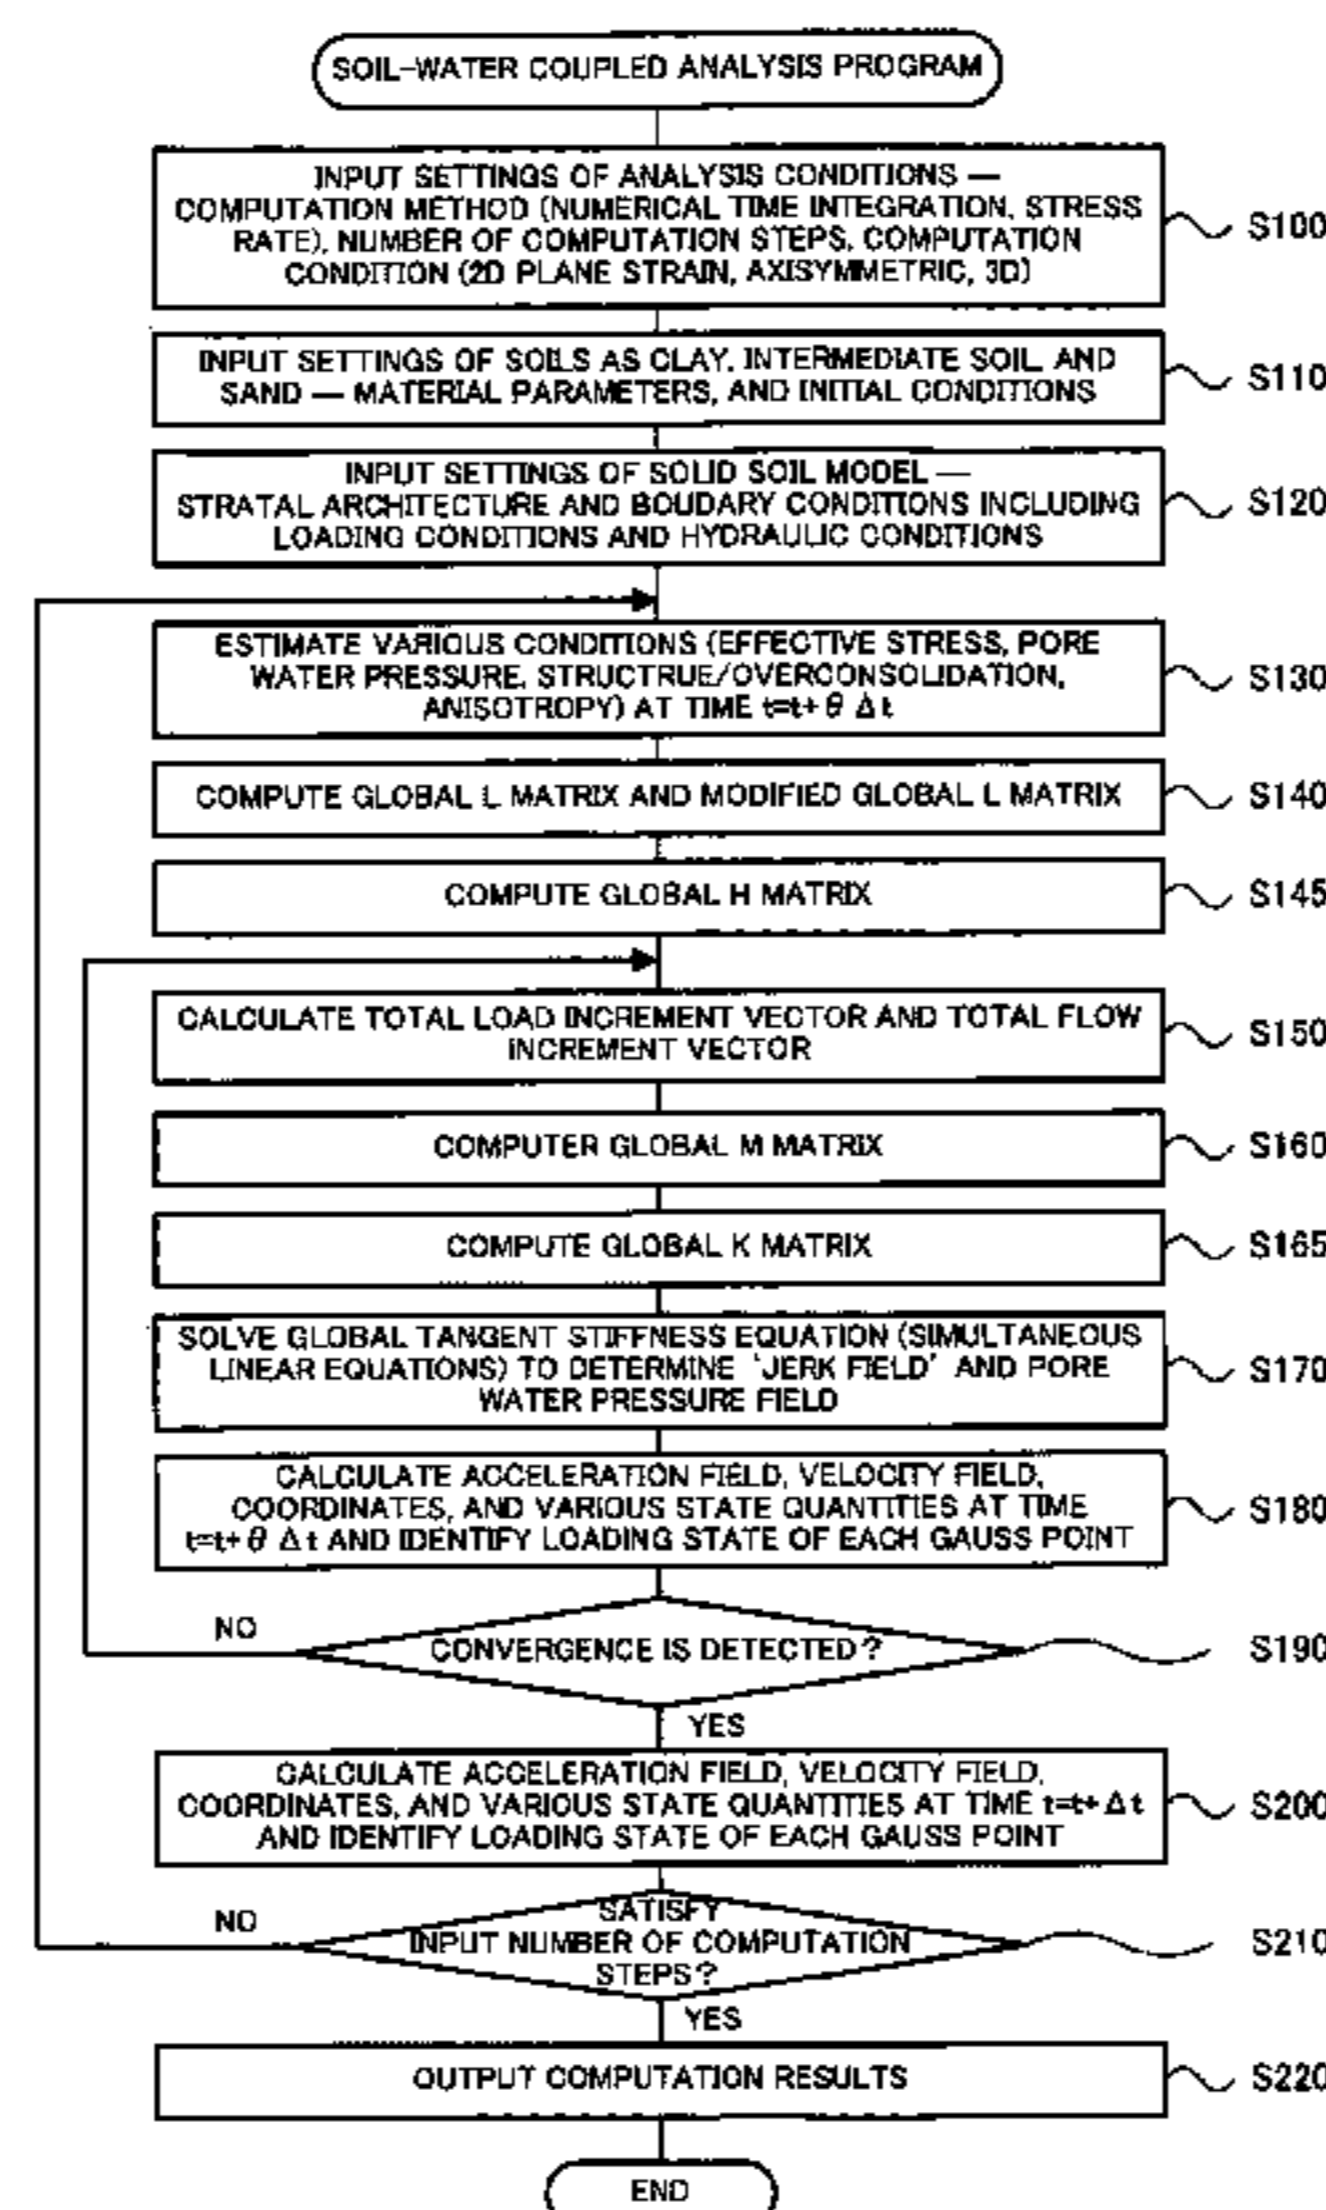 SOIL-WATER COUPLED ANALYSIS PROGRAM
INPUT SETTINGS OF ANALYSIS CONDITIONS —
COMPUTATION METHOD (NUMERICAL TIME INTEGRATION, STRESS
RATE), NUMBER OF COMPUTATION STEPS, COMPUTATION
CONDITION (2D PLANE STRAIN, AXISYMMETRIC, 3D)
S100
INPUT SETTINGS OF SOILS AS CLAY, INTERMEDIATE SOIL AND
SAND — MATERIAL PARAMETERS, AND INITIAL CONDITIONS
S110
INPUT SETTINGS OF SOLID SOIL MODEL —
STRATAL ARCHITECTURE AND BOUDARY CONDITIONS INCLUDING
LOADING CONDITIONS AND HYDRAULIC CONDITIONS
S120
ESTIMATE VARIOUS CONDITIONS (EFFECTIVE STRESS, PORE
WATER PRESSURE, STRUCTRUE/OVERCONSOLIDATION,
ANISOTROPY) AT TIME t=t+θΔt
S130
COMPUTE GLOBAL L MATRIX AND MODIFIED GLOBAL L MATRIX
S140
COMPUTE GLOBAL H MATRIX
S145
CALCULATE TOTAL LOAD INCREMENT VECTOR AND TOTAL FLOW
INCREMENT VECTOR
S150
COMPUTER GLOBAL M MATRIX
S160
COMPUTE GLOBAL K MATRIX
S165
SOLVE GLOBAL TANGENT STIFFNESS EQUATION (SIMULTANEOUS
LINEAR EQUATIONS) TO DETERMINE 'JERK FIELD' AND PORE
WATER PRESSURE FIELD
S170
CALCULATE ACCELERATION FIELD, VELOCITY FIELD,
COORDINATES, AND VARIOUS STATE QUANTITIES AT TIME
t=t+θΔt AND IDENTIFY LOADING STATE OF EACH GAUSS POINT
S180
NO
CONVERGENCE IS DETECTED?
S190
YES
CALCULATE ACCELERATION FIELD, VELOCITY FIELD,
COORDINATES, AND VARIOUS STATE QUANTITIES AT TIME t=t+Δt
AND IDENTIFY LOADING STATE OF EACH GAUSS POINT
S200
NO
SATISFY
INPUT NUMBER OF COMPUTATION
STEPS?
S210
YES
OUTPUT COMPUTATION RESULTS
S220
END